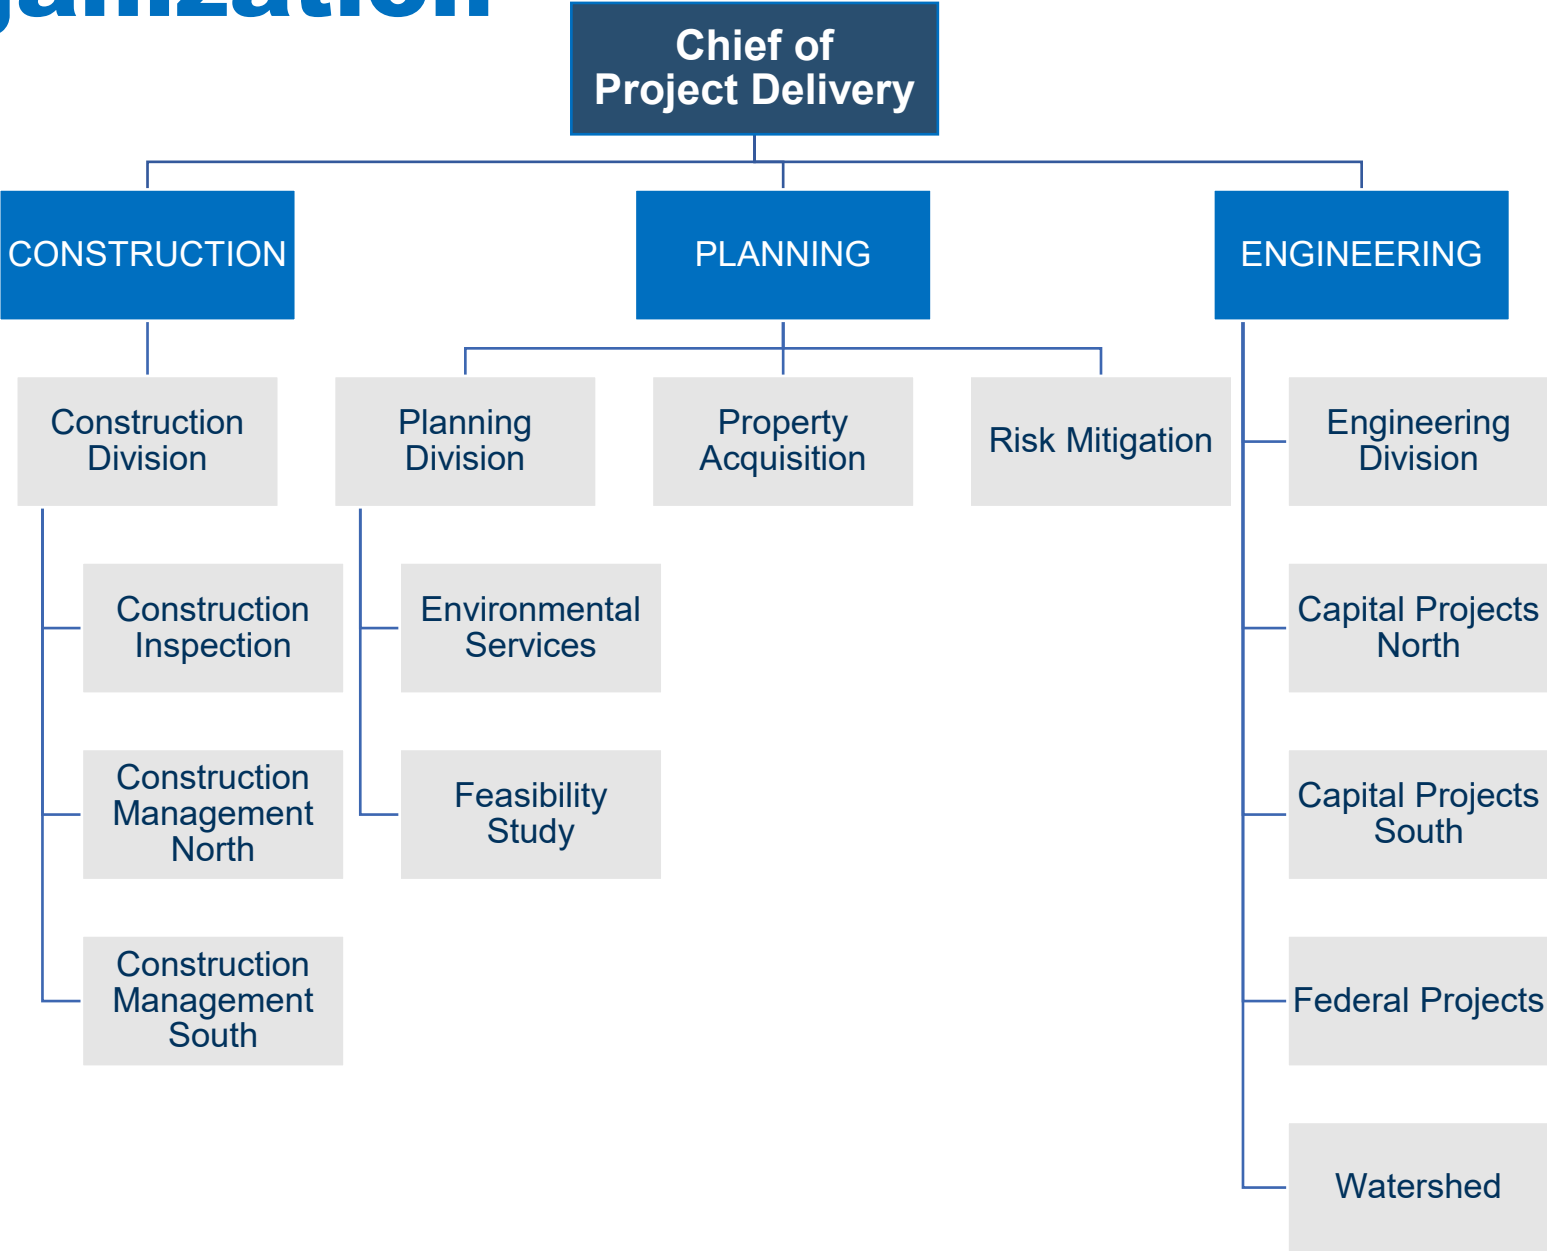 Chief of
Project Delivery
CONSTRUCTION
PLANNING
ENGINEERING
Construction
Division
Planning
Division
Property
Acquisition
Risk Mitigation
Engineering
Division
Construction
Inspection
Environmental
Services
Capital Projects
North
Construction
Management
North
Feasibility
Study
Capital Projects
South
Construction
Management
South
Federal Projects
Watershed